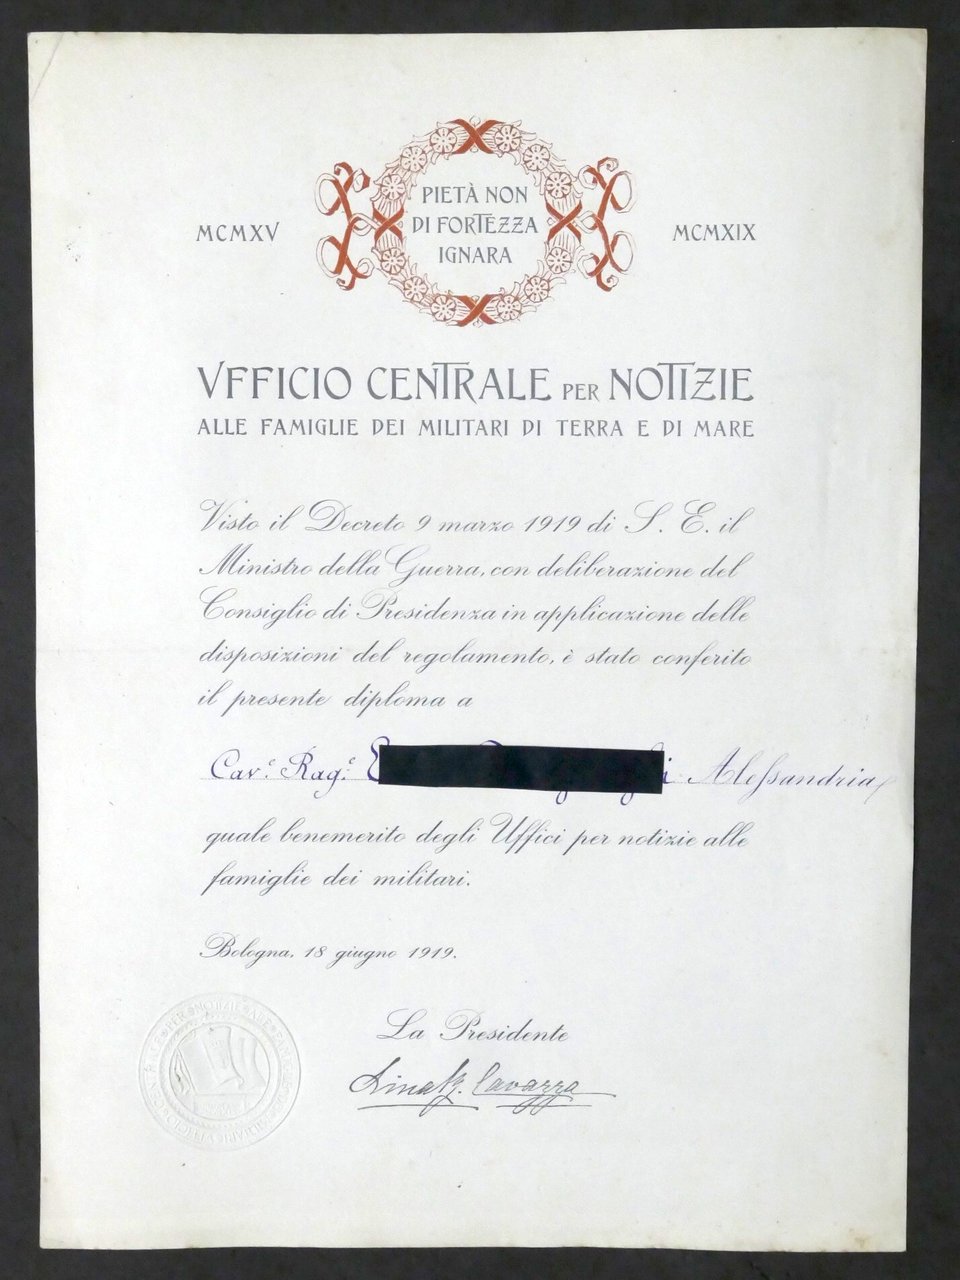 PIETÀ NON
DI FORTEZZA
IGNARA
MCMXV
MCMXIX
VFFICIO CENTRALE PER NOTIZIE
ALLE FAMIGLIE DEI MILITARI DI TERRA E DI MARE
Visto il Decreto 9 marzo 1919 di S. E. il
Ministro della Guerra, con deliberazione del
Consiglio di Presidenza in applicazione delle
disposizioni del regolamento, è stato conferito
il presente diploma a
Cav.e Rag.e Alessandria
quale benemerito degli Uffici per notizie alle
famiglie dei militari.
Bologna, 18 giugno 1919.
La Presidente
Lina B. Cavazza